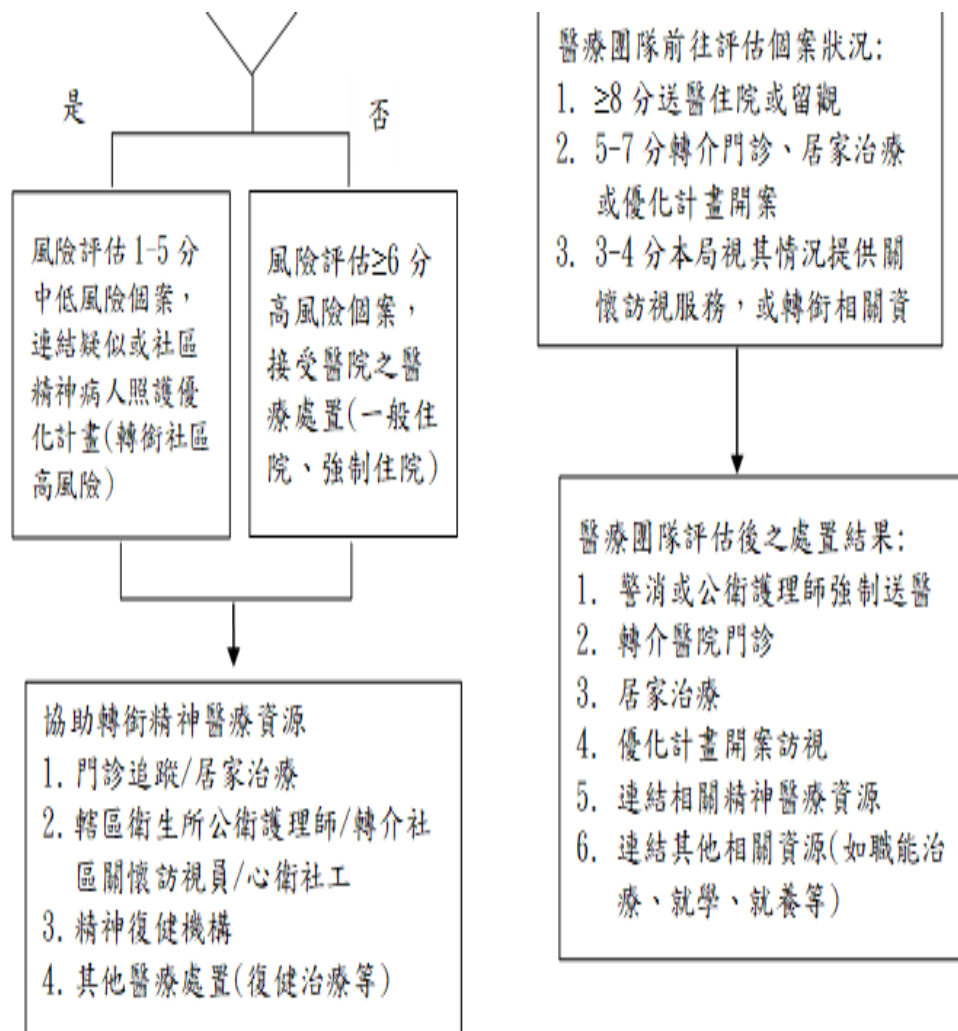 是
否
風險評估1-5分
中低風險個案，
連結疑似或社區
精神病人照護優
化計畫(轉銜社區
高風險)
風險評估≥6分
高風險個案，
接受醫院之醫
療處置(一般住
院、強制住院)
協助轉銜精神醫療資源
1. 門診追蹤/居家治療
2. 轄區衛生所公衛護理師/轉介社
區關懷訪視員/心衛社工
3. 精神復健機構
4. 其他醫療處置(復健治療等)
醫療團隊前往評估個案狀況:
1. ≥8分送醫住院或留觀
2. 5-7分轉介門診、居家治療
或優化計畫開案
3. 3-4分本局視其情況提供關
懷訪視服務，或轉銜相關資
醫療團隊評估後之處置結果:
1. 警消或公衛護理師強制送醫
2. 轉介醫院門診
3. 居家治療
4. 優化計畫開案訪視
5. 連結相關精神醫療資源
6. 連結其他相關資源(如職能治
療、就學、就養等)